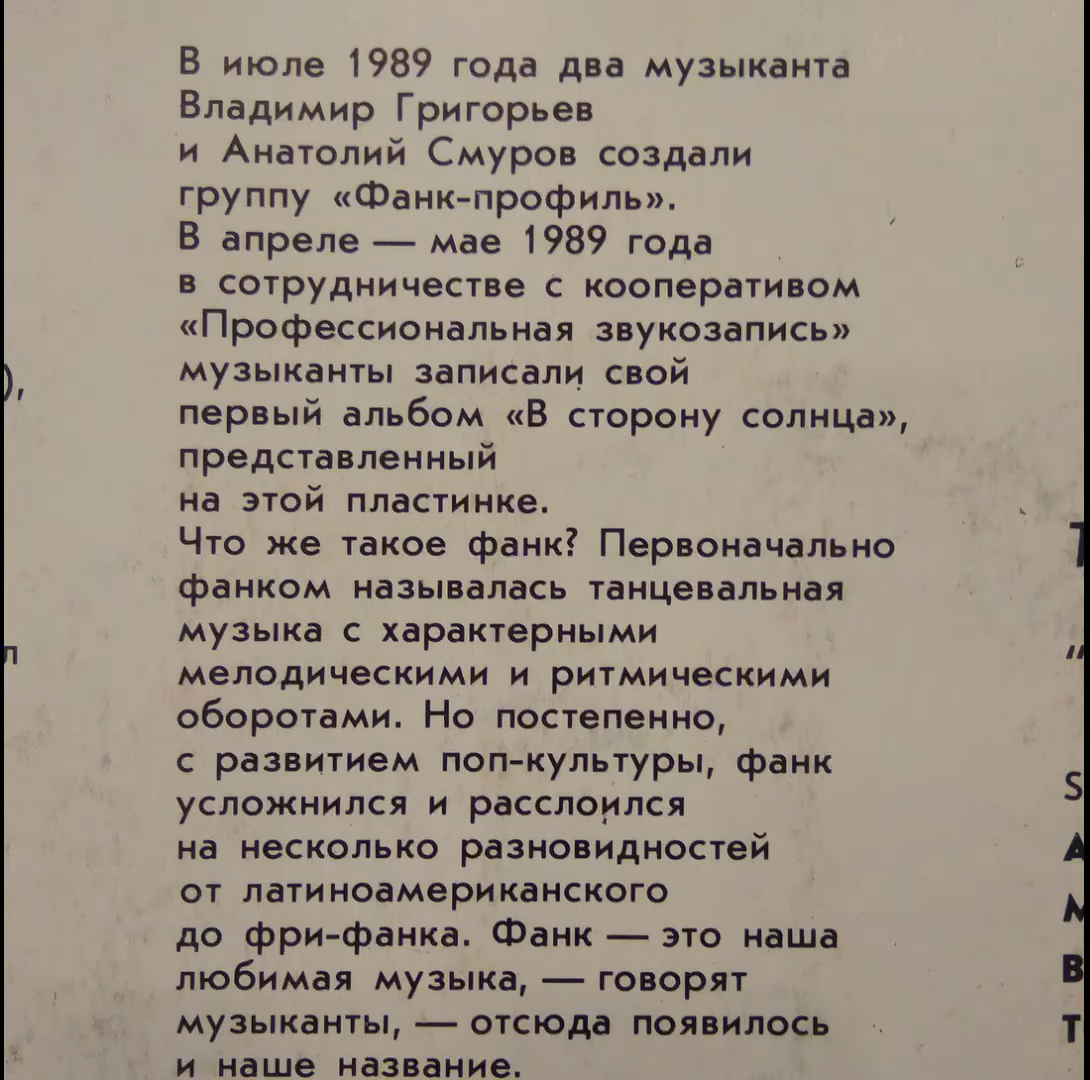 В июле 1989 года два музыканта
Владимир Григорьев
и Анатолий Смуров создали
группу «Фанк-профиль».
В апреле — мае 1989 года
в сотрудничестве с кооперативом
«Профессиональная звукозапись»
музыканты записали свой
первый альбом «В сторону солнца»,
представленный
на этой пластинке.
Что же такое фанк? Первоначально
фанком называлась танцевальная
музыка с характерными
мелодическими и ритмическими
оборотами. Но постепенно,
с развитием поп-культуры, фанк
усложнился и расслоился
на несколько разновидностей
от латиноамериканского
до фри-фанка. Фанк — это наша
любимая музыка, — говорят
музыканты, — отсюда появилось
и наше название.